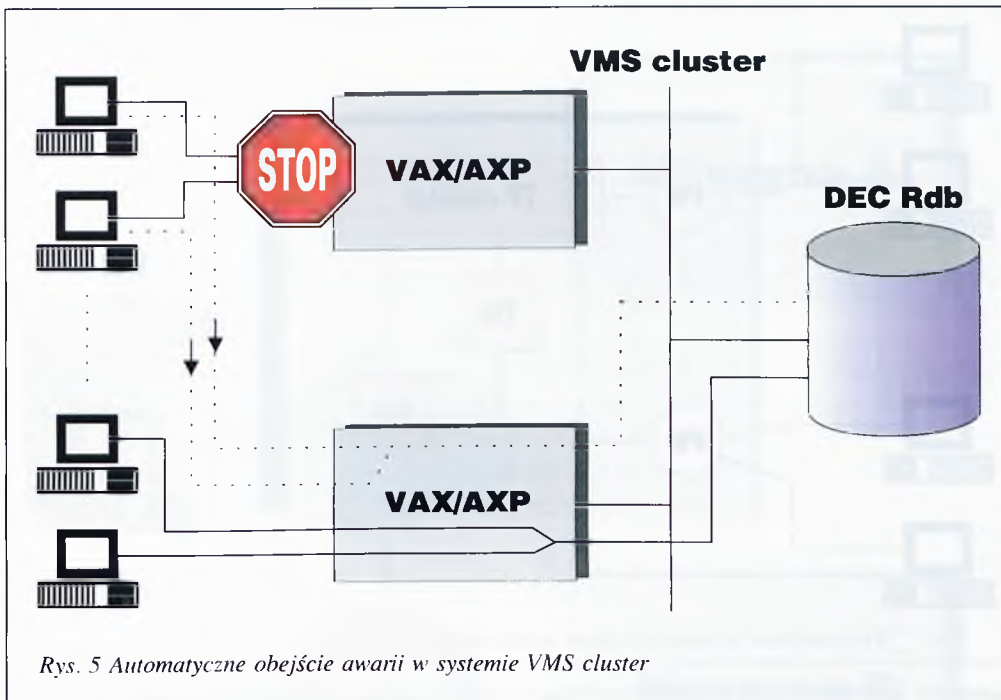 VMS cluster
STOP
VAX/AXP
DEC Rdb
VAX/AXP
Rys. 5 Automatyczne obejście awarii w systemie VMS cluster